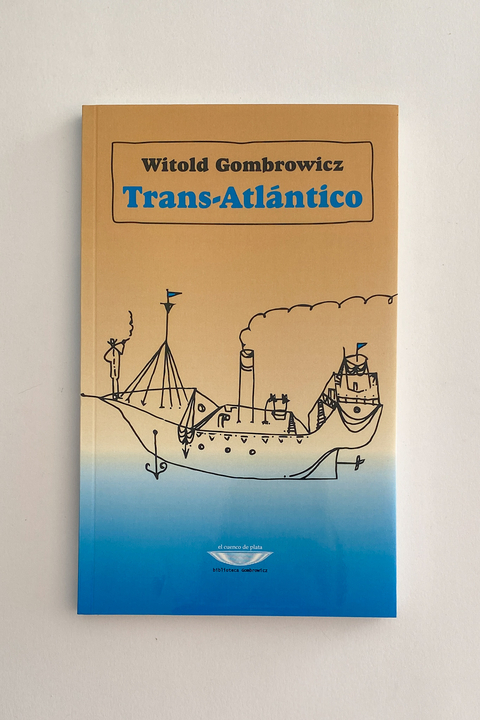 Witold Gombrowicz
Trans-Atlántico
el cuenco de plata
biblioteca gombrowicz